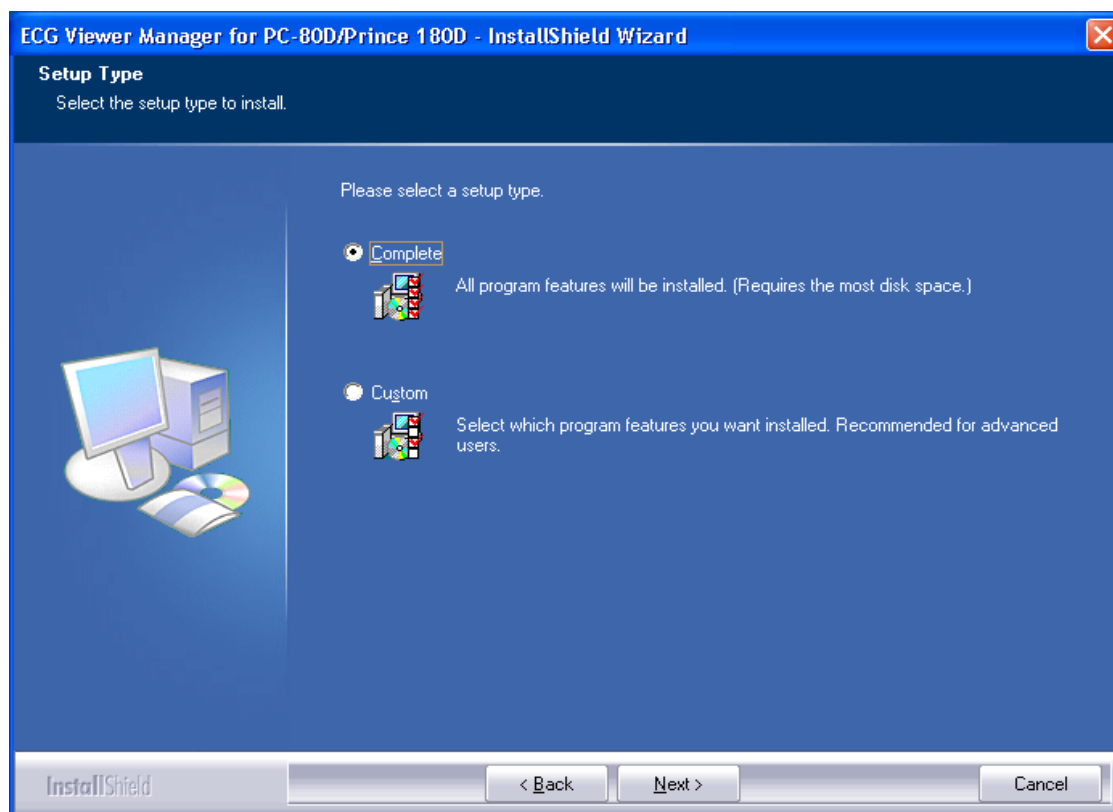 ECG Viewer Manager for PC-80D/Prince 180D - InstallShield Wizard
Setup Type
Select the setup type to install.
Please select a setup type.
Complete
All program features will be installed. (Requires the most disk space.)
Custom
Select which program features you want installed. Recommended for advanced
users.
InstallShield
< Back
Next >
Cancel